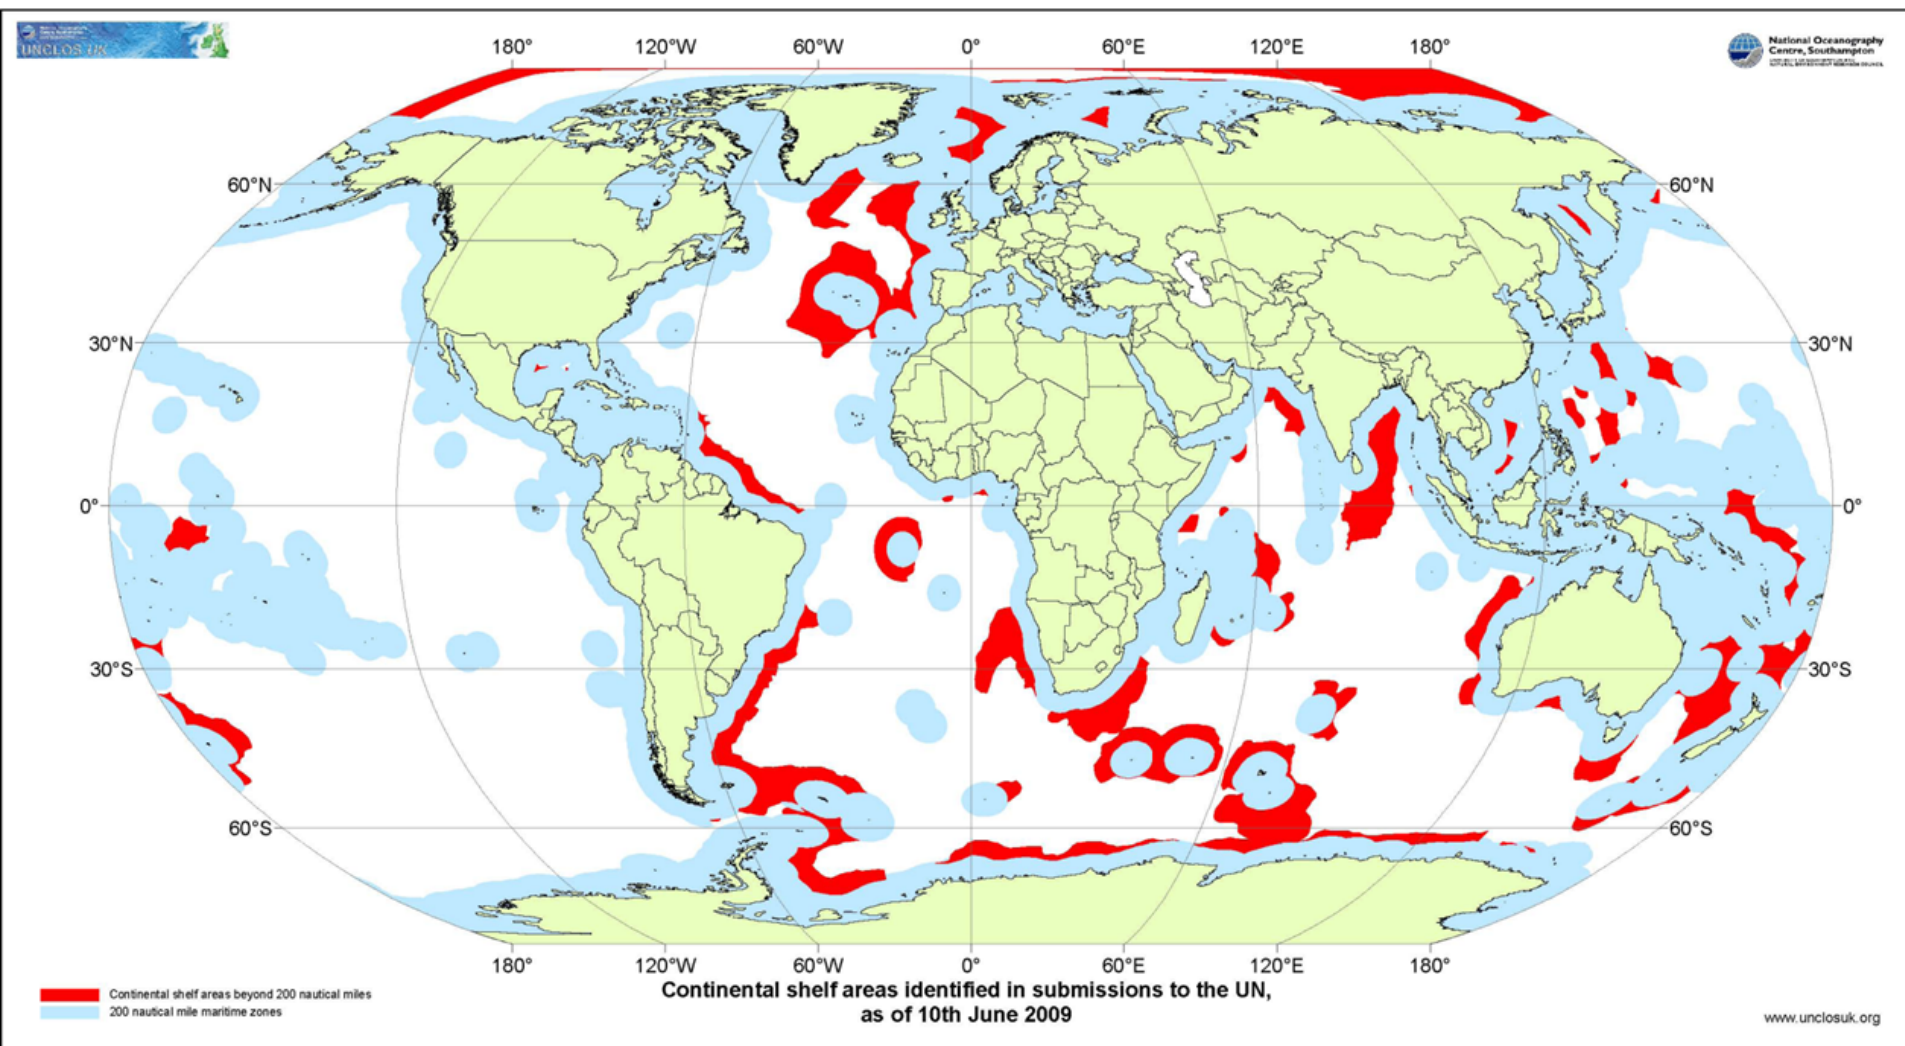 UNCLOS UK
National Oceanography
Centre, Southampton
180° 120°W 60°W 0° 60°E 120°E 180°
60°N 60°N
30°N 30°N
0° 0°
30°S 30°S
60°S 60°S
180° 120°W 60°W 0° 60°E 120°E 180°
Continental shelf areas identified in submissions to the UN,
as of 10th June 2009
Continental shelf areas beyond 200 nautical miles
200 nautical mile maritime zones
www.unclosuk.org